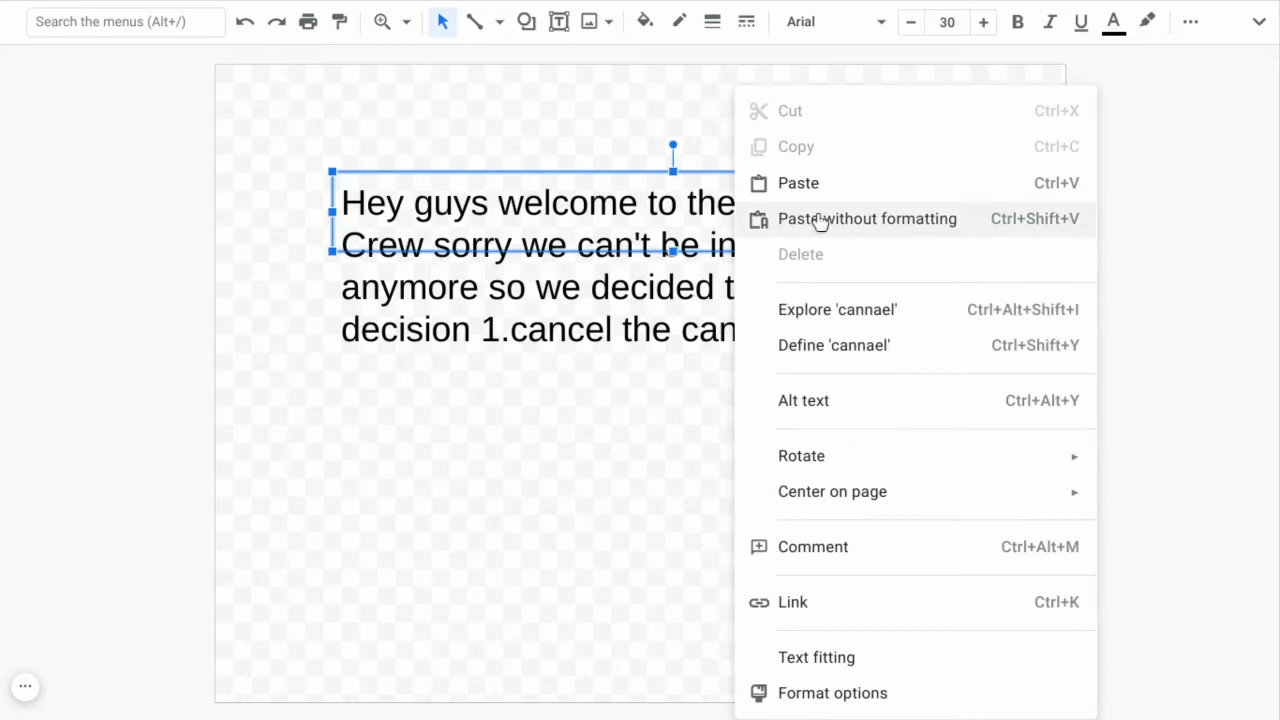 Search the menus (Alt+/)
Arial
30
B I U A
Hey guys welcome to the
Crew sorry we can't be in
anymore so we decided t
decision 1.cancel the can
Cut Ctrl+X
Copy Ctrl+C
Paste Ctrl+V
Paste without formatting Ctrl+Shift+V
Delete
Explore 'cannael' Ctrl+Alt+Shift+I
Define 'cannael' Ctrl+Shift+Y
Alt text Ctrl+Alt+Y
Rotate
Center on page
Comment Ctrl+Alt+M
Link Ctrl+K
Text fitting
Format options